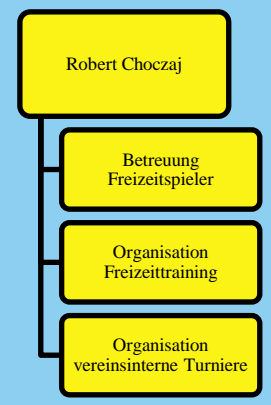 Robert Choczaj
Betreuung
Freizeitspieler
Organisation
Freizeittraining
Organisation
vereinsinterne Turniere